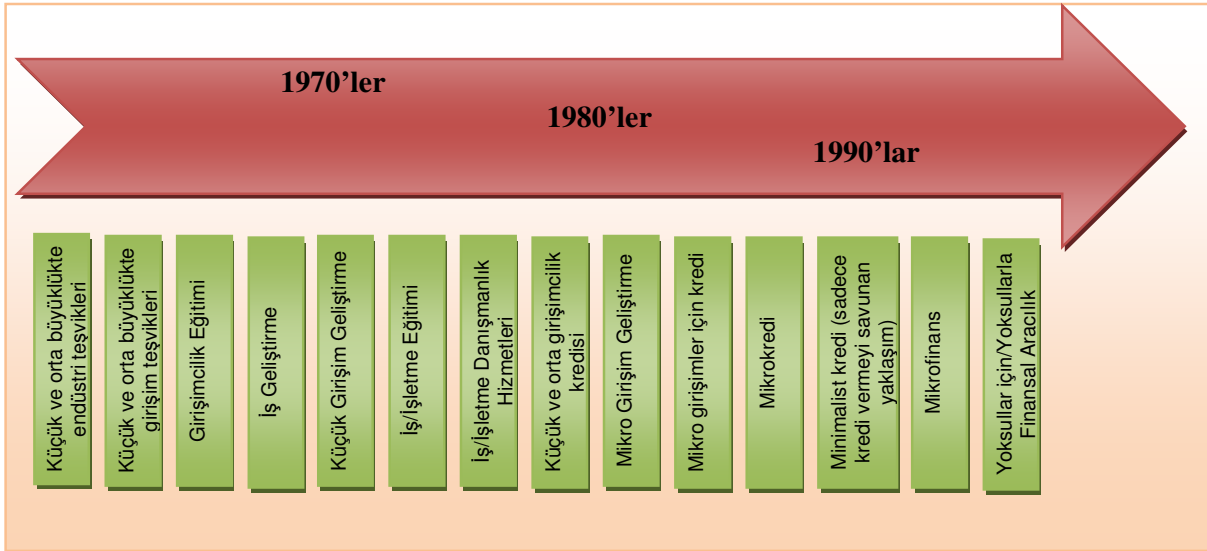 1970’ler
1980’ler
1990’lar
Küçük ve orta büyüklükte
endüstri teşvikleri
Küçük ve orta büyüklükte
girişim teşvikleri
Girişimcilik Eğitimi
İş Geliştirme
Küçük Girişim Geliştirme
İş/İşletme Eğitimi
İş/İşletme Danışmanlık
Hizmetleri
Küçük ve orta girişimcilik
kredisi
Mikro Girişim Geliştirme
Mikro girişimler için kredi
Mikrokredi
Minimalist kredi (sadece
kredi vermeyi savunan
yaklaşım)
Mikrofinans
Yoksullar için/Yoksullarla
Finansal Aracılık